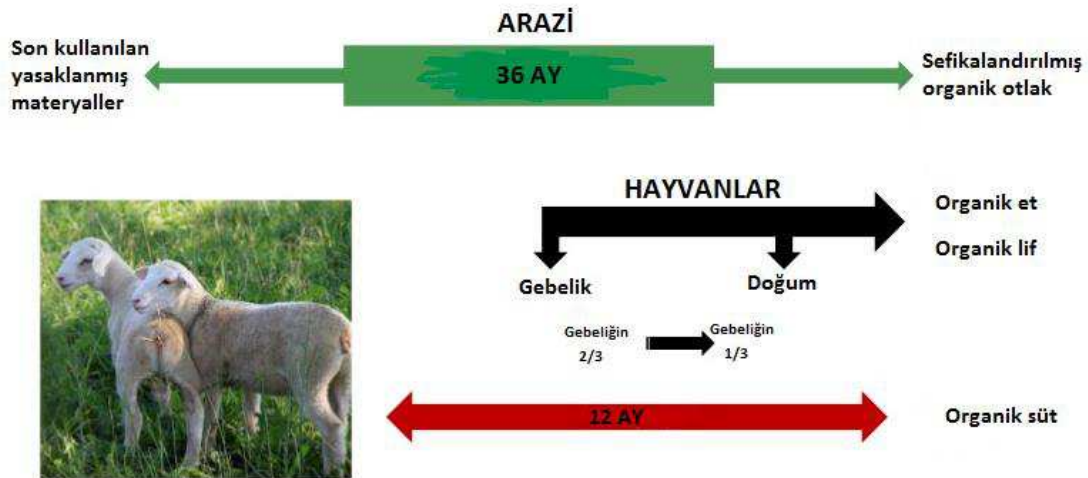 ARAZİ
Son kullanılan
yasaklanmış
materyaller
36 AY
Sefikalandırılmış
organik otlak
HAYVANLAR
Organik et
Organik lif
Gebelik
Doğum
Gebeliğin
2/3
Gebeliğin
1/3
12 AY
Organik süt